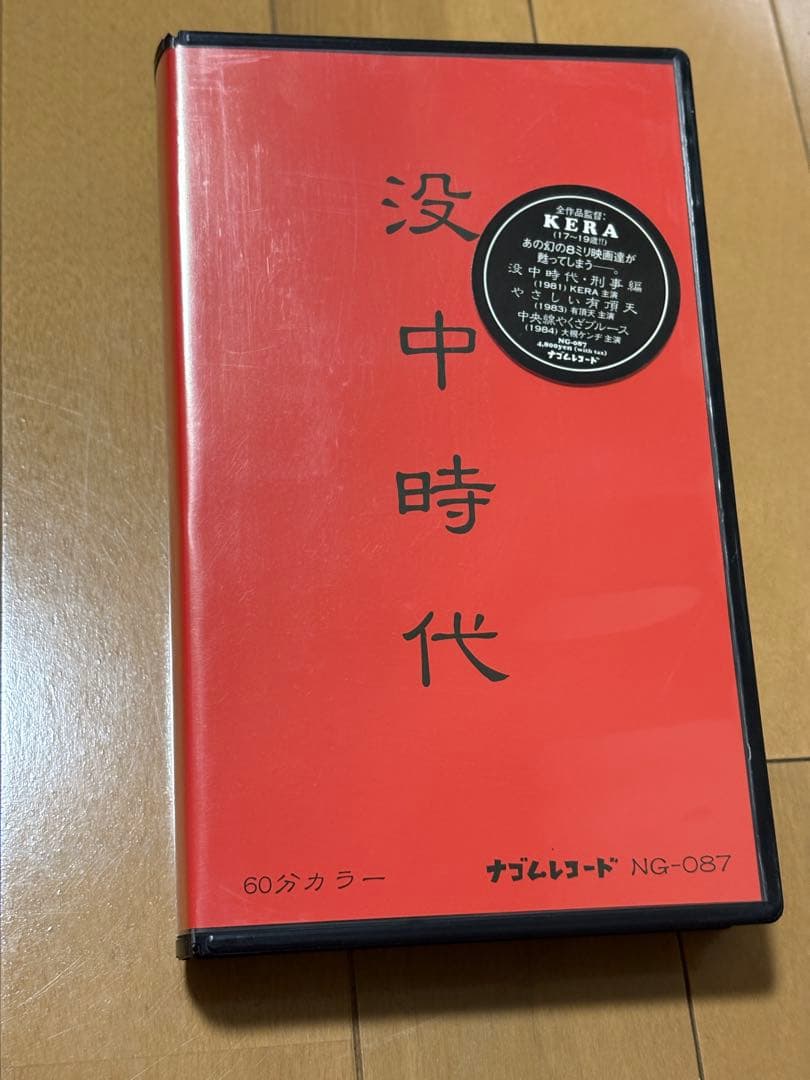 没中時代
全作品監督:
KERA
(17〜19歳!!)
あの幻の8ミリ映画達が
甦ってしまう——。
没中時代・刑事編
(1981) KERA 主演
やさしい有頂天
(1983) 有頂天 主演
中央線やくざブルース
(1984) 大槻ケンヂ 主演
NG-087
4,800yen (with tax)
ナゴムレコード
60分カラー
ナゴムレコード NG-087